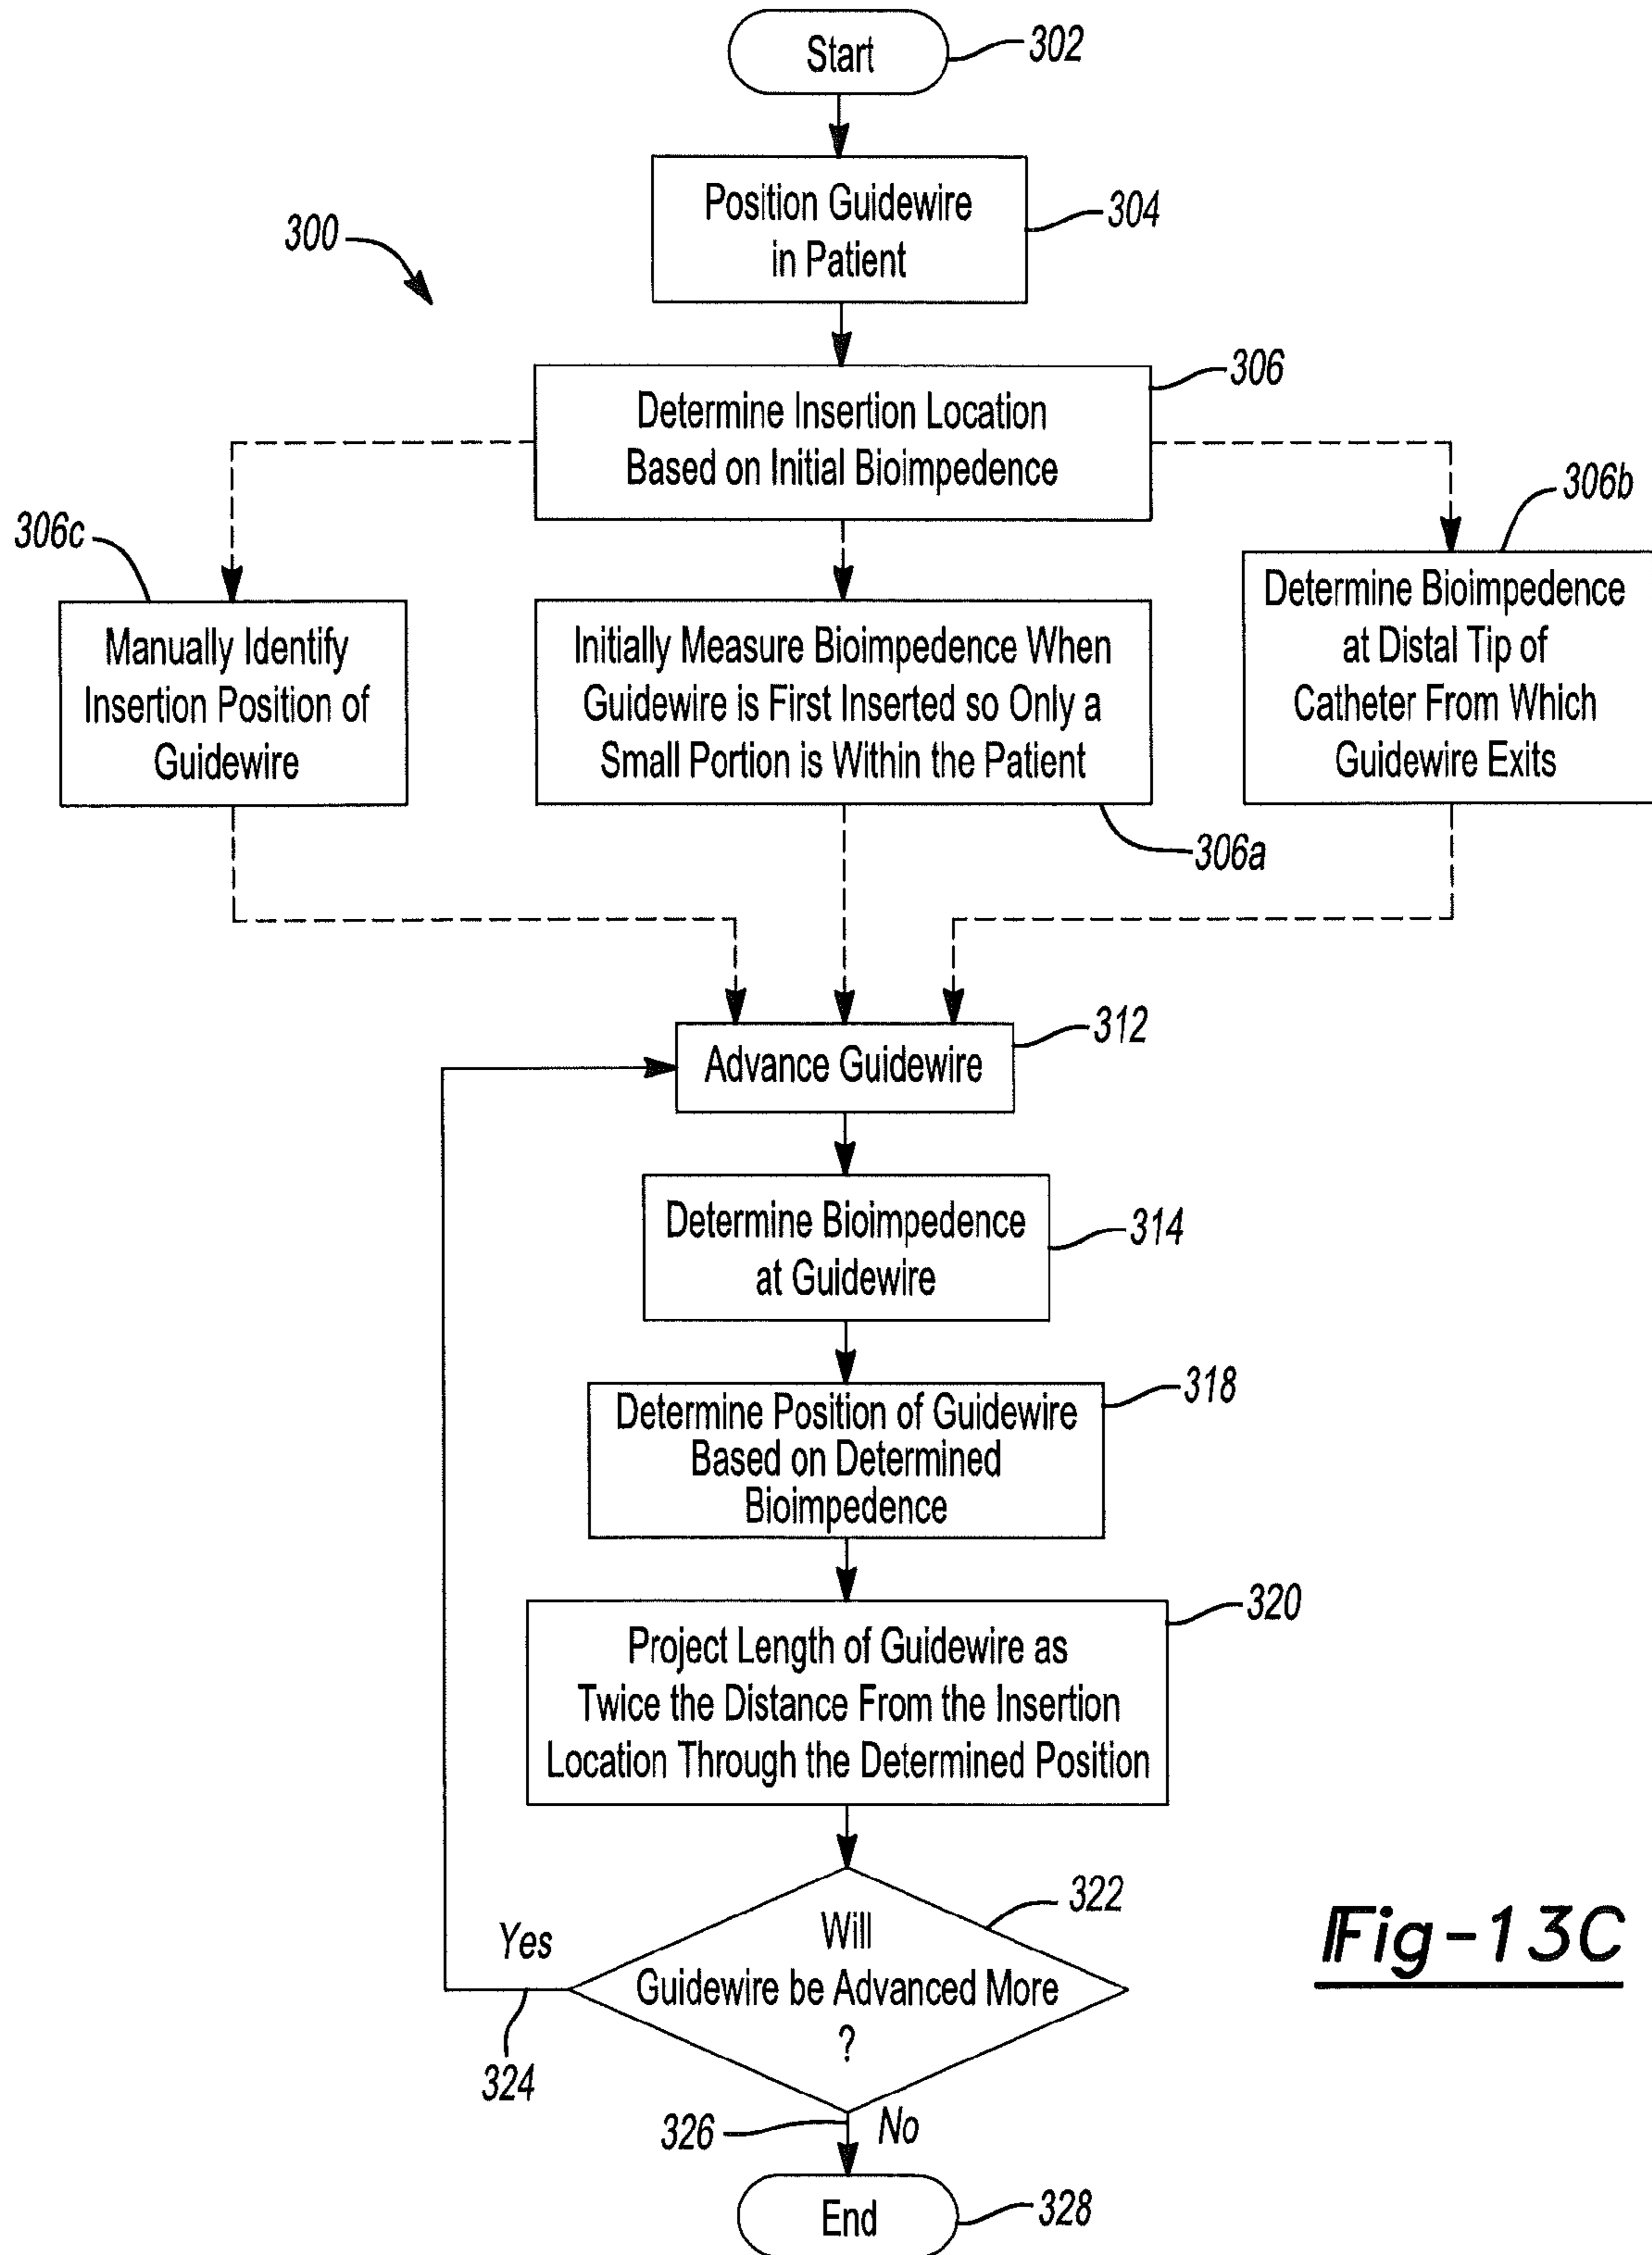 Start
302
Position Guidewire
in Patient
304
300
306
Determine Insertion Location
Based on Initial Bioimpedence
306b
306c
Manually Identify
Insertion Position of
Guidewire
Initially Measure Bioimpedence When
Guidewire is First Inserted so Only a
Small Portion is Within the Patient
306a
Determine Bioimpedence
at Distal Tip of
Catheter From Which
Guidewire Exits
312
Advance Guidewire
Determine Bioimpedence
at Guidewire
314
318
Determine Position of Guidewire
Based on Determined
Bioimpedence
320
Project Length of Guidewire as
Twice the Distance From the Insertion
Location Through the Determined Position
322
Will
Guidewire be Advanced More
?
Yes
324
326
No
End
328
Fig-13C